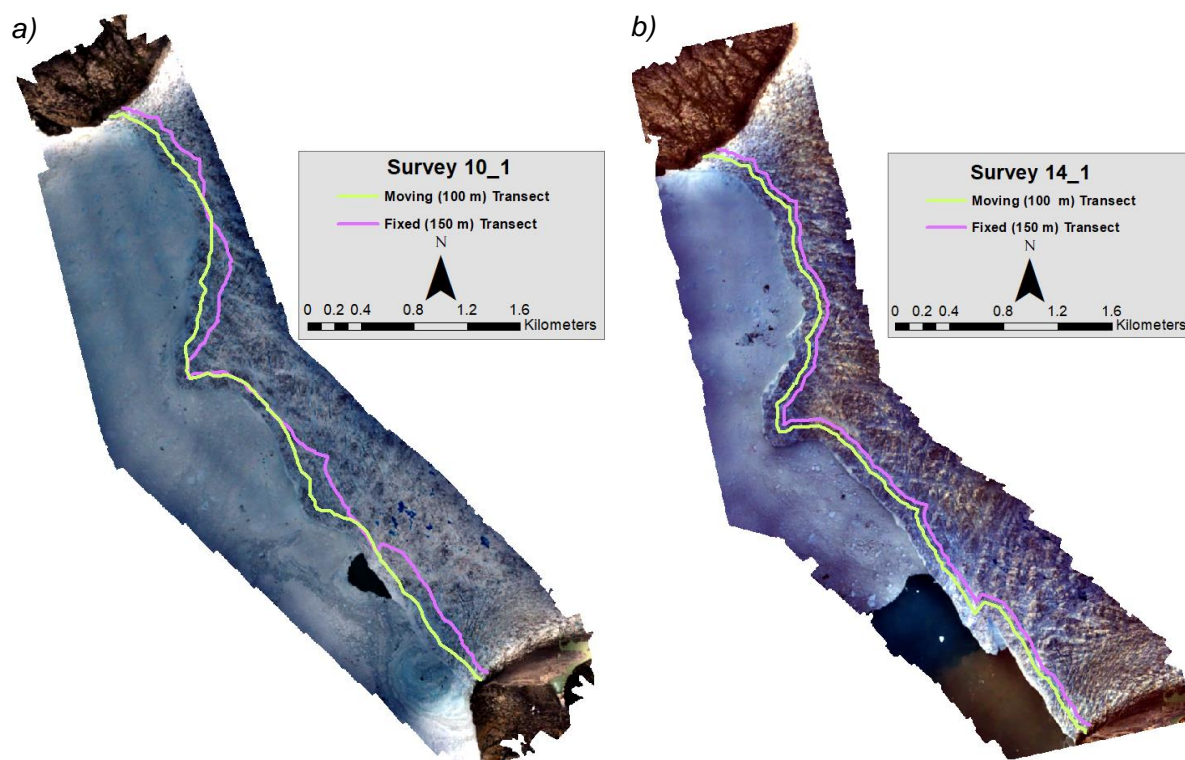 a)
Survey 10_1
Moving (100 m) Transect
Fixed (150 m) Transect
N
0 0.2 0.4 0.8 1.2 1.6
Kilometers
b)
Survey 14_1
Moving (100 m) Transect
Fixed (150 m) Transect
N
0 0.2 0.4 0.8 1.2 1.6
Kilometers